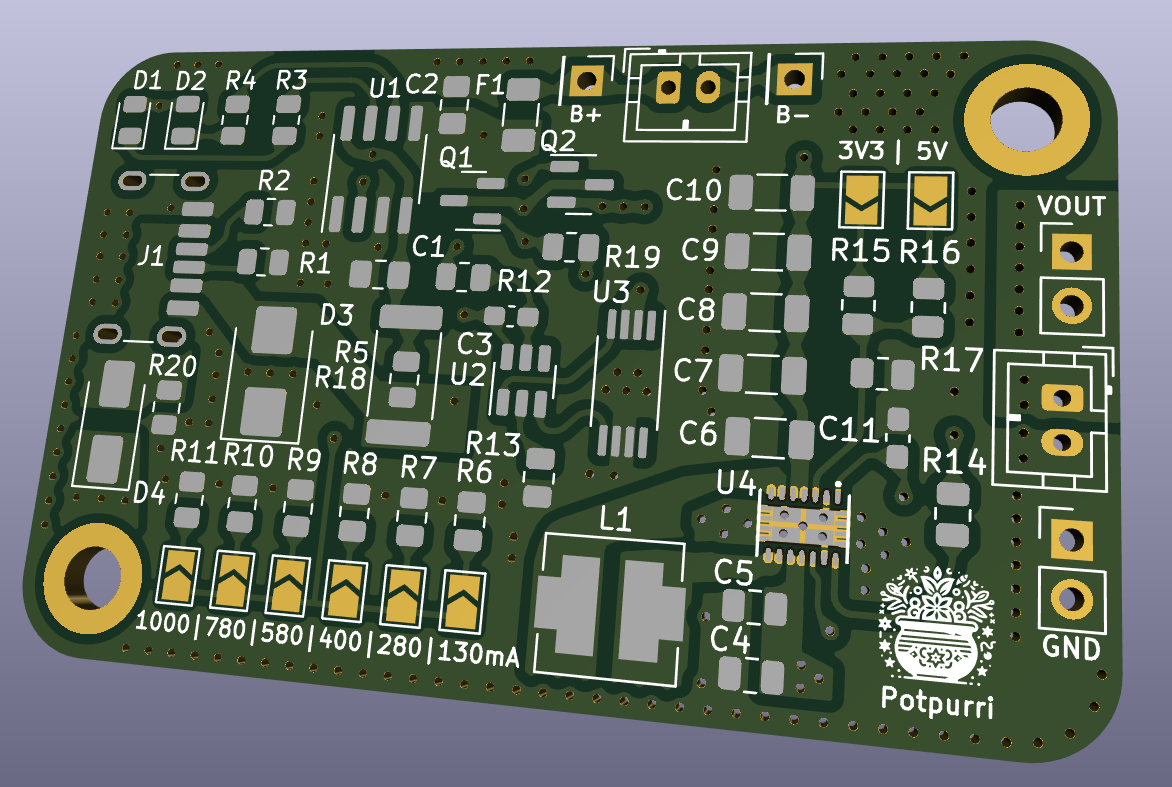 D1 D2 R4 R3 U1 C2 F1 B+ B-
Q1 Q2 3V3 | 5V
R2 C10 VOUT
J1 R1 C1 R12 R19 C9 R15 R16
D3 U3 C8
R20 R5 C3
R18 U2 C7 R17
R11 R10 R9 R8 R7 R6 R13 C6 C11 R14
D4 U4
L1
C5
1000|780|580|400|280|130mA C4 GND
Potpurri